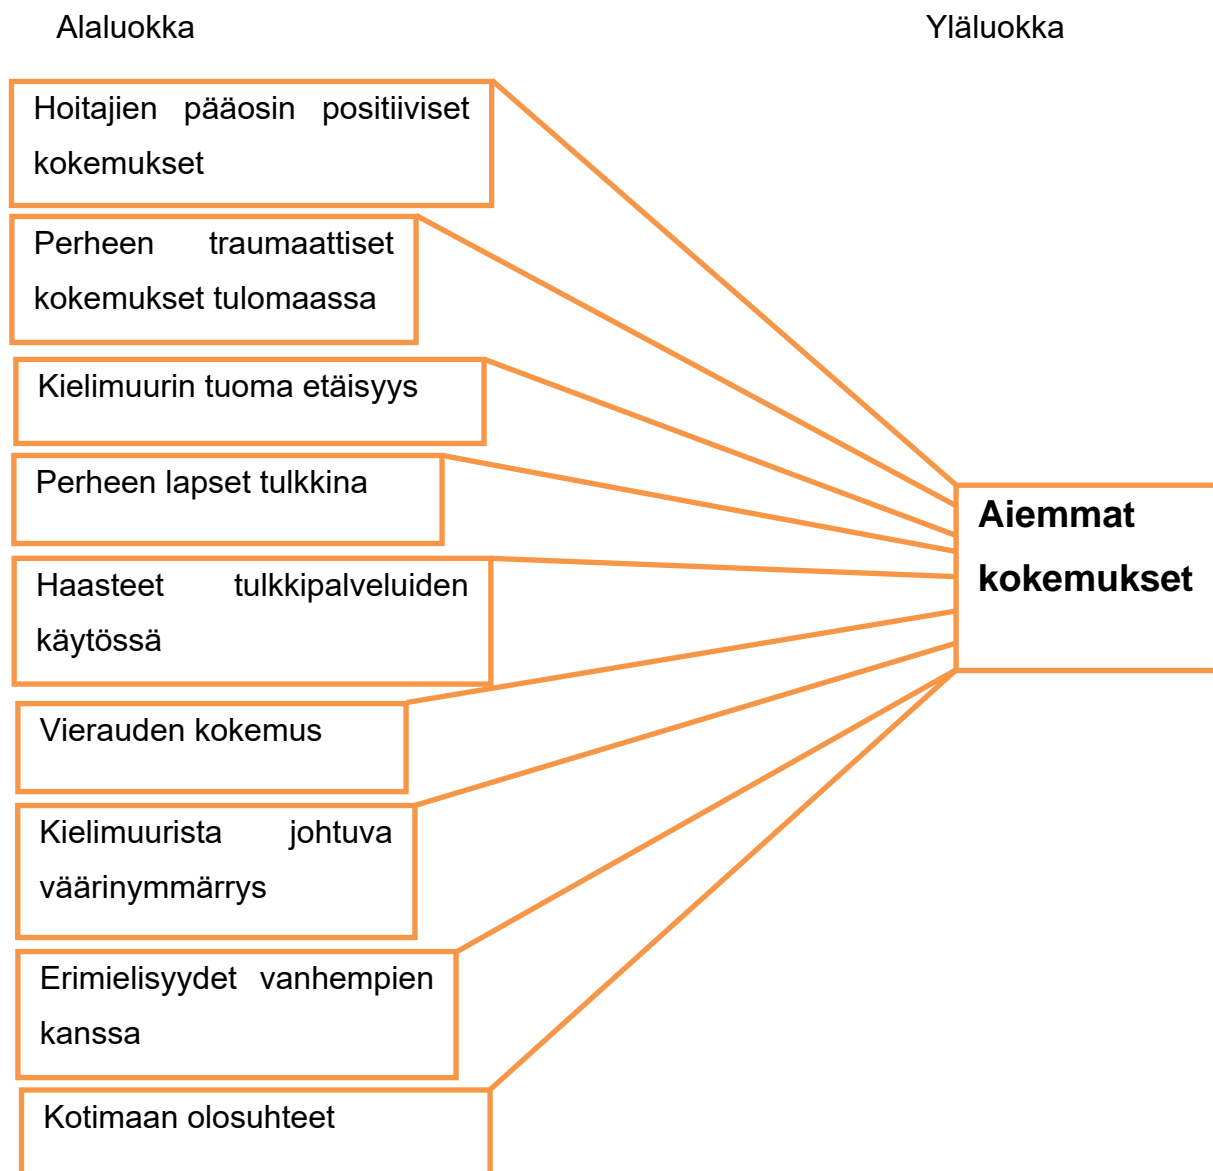 Alaluokka
Yläluokka
Hoitajien pääosin positiiviset
kokemukset
Perheen traumaattiset
kokemukset tulomaassa
Kielimuurin tuoma etäisyys
Perheen lapset tulkkina
Haasteet tulkkipalveluiden
käytössä
Vierauden kokemus
Kielimuurista johtuva
väärinymmärrys
Erimielisyydet vanhempien
kanssa
Kotimaan olosuhteet
Aiemmat
kokemukset